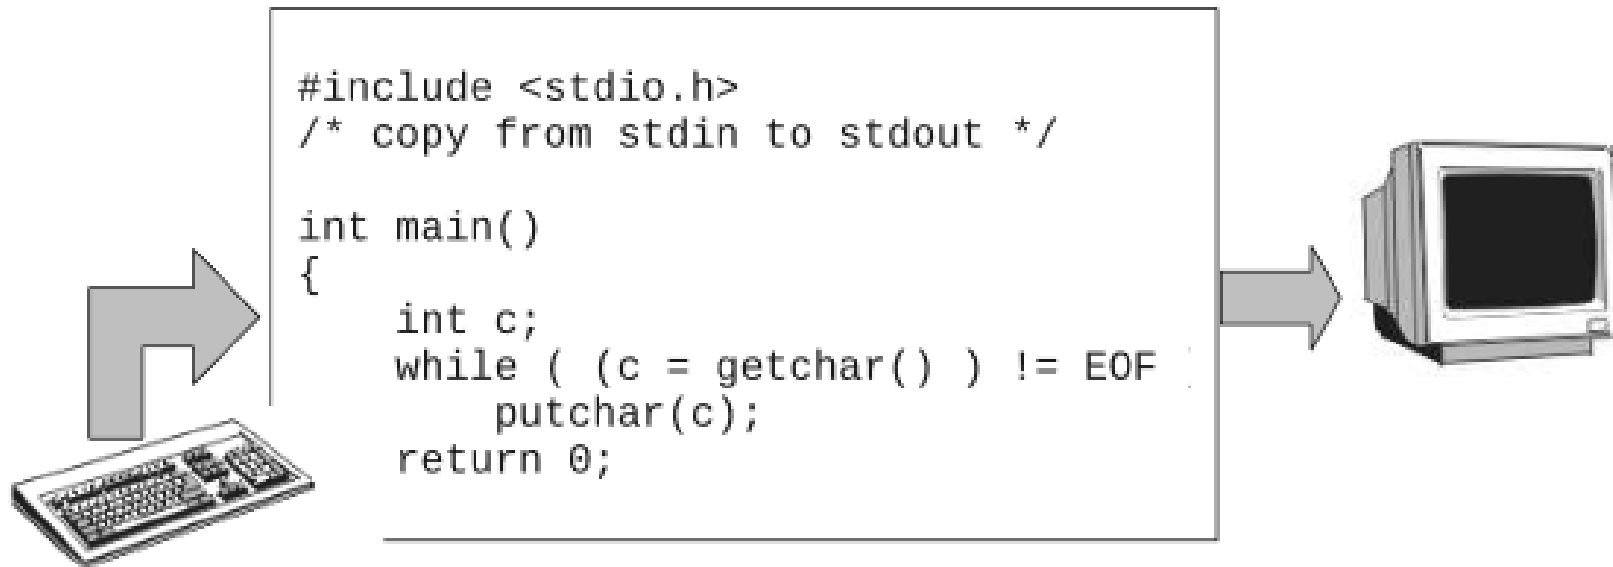 #include <stdio.h>
/* copy from stdin to stdout */
int main()
{
int c;
while ( (c = getchar() ) != EOF
putchar(c);
return 0;